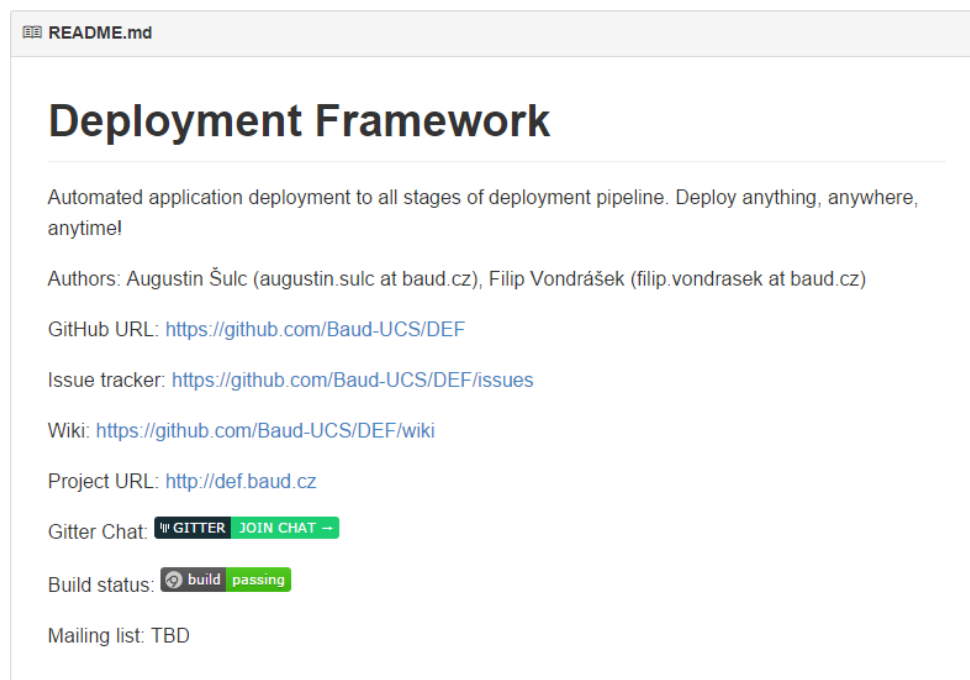 README.md
Deployment Framework
Automated application deployment to all stages of deployment pipeline. Deploy anything, anywhere,
anytime!
Authors: Augustin Šulc (augustin.sulc at baud.cz), Filip Vondrášek (filip.vondrasek at baud.cz)
GitHub URL: https://github.com/Baud-UCS/DEF
Issue tracker: https://github.com/Baud-UCS/DEF/issues
Wiki: https://github.com/Baud-UCS/DEF/wiki
Project URL: http://def.baud.cz
Gitter Chat: GITTER JOIN CHAT →
Build status: build passing
Mailing list: TBD